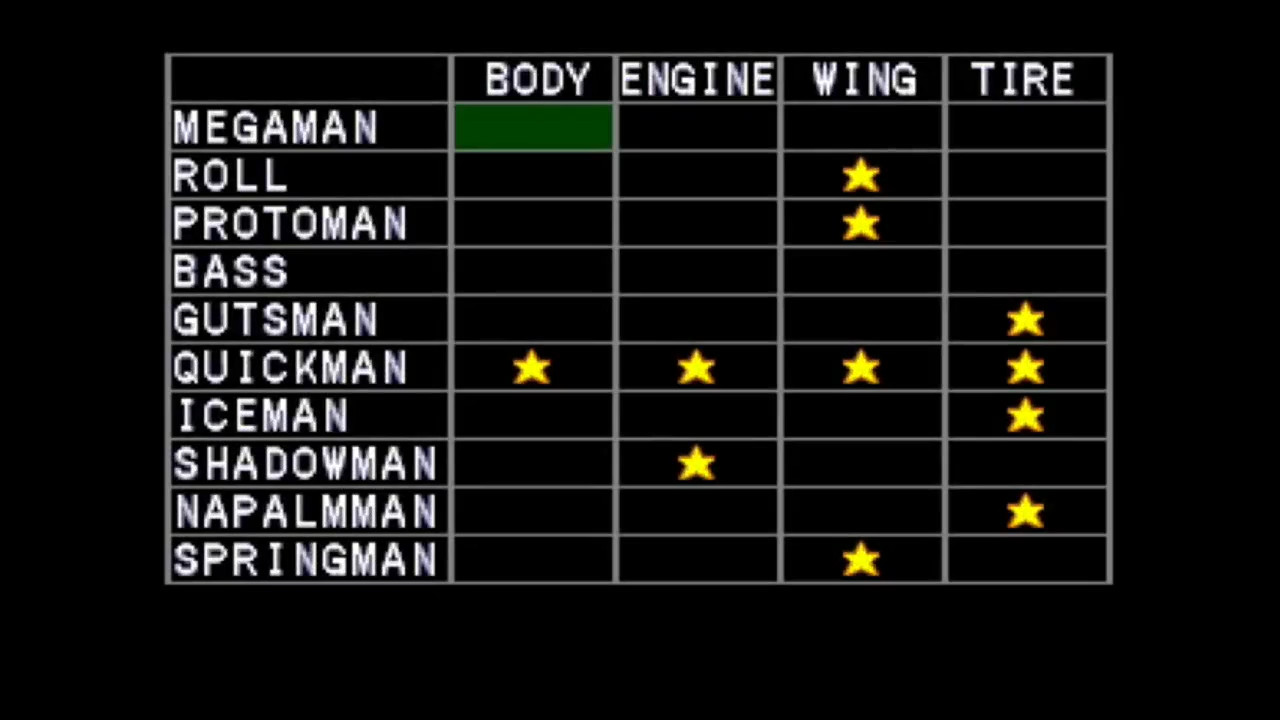 BODY ENGINE WING TIRE
MEGAMAN
ROLL
PROTOMAN
BASS
GUTSMAN
QUICKMAN
ICEMAN
SHADOWMAN
NAPALMMAN
SPRINGMAN